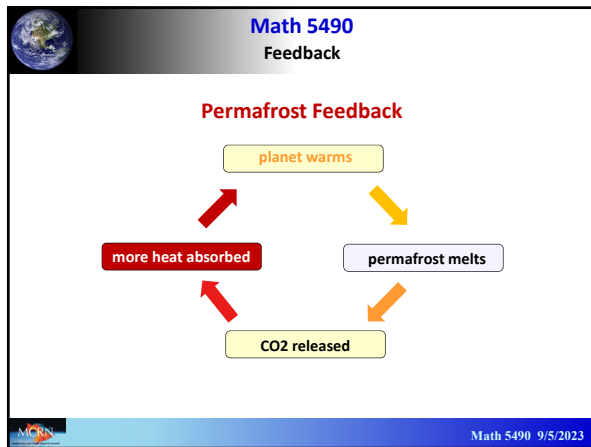 Math 5490
Feedback
Permafrost Feedback
planet warms
more heat absorbed
permafrost melts
CO2 released
MCRN
Math 5490 9/5/2023